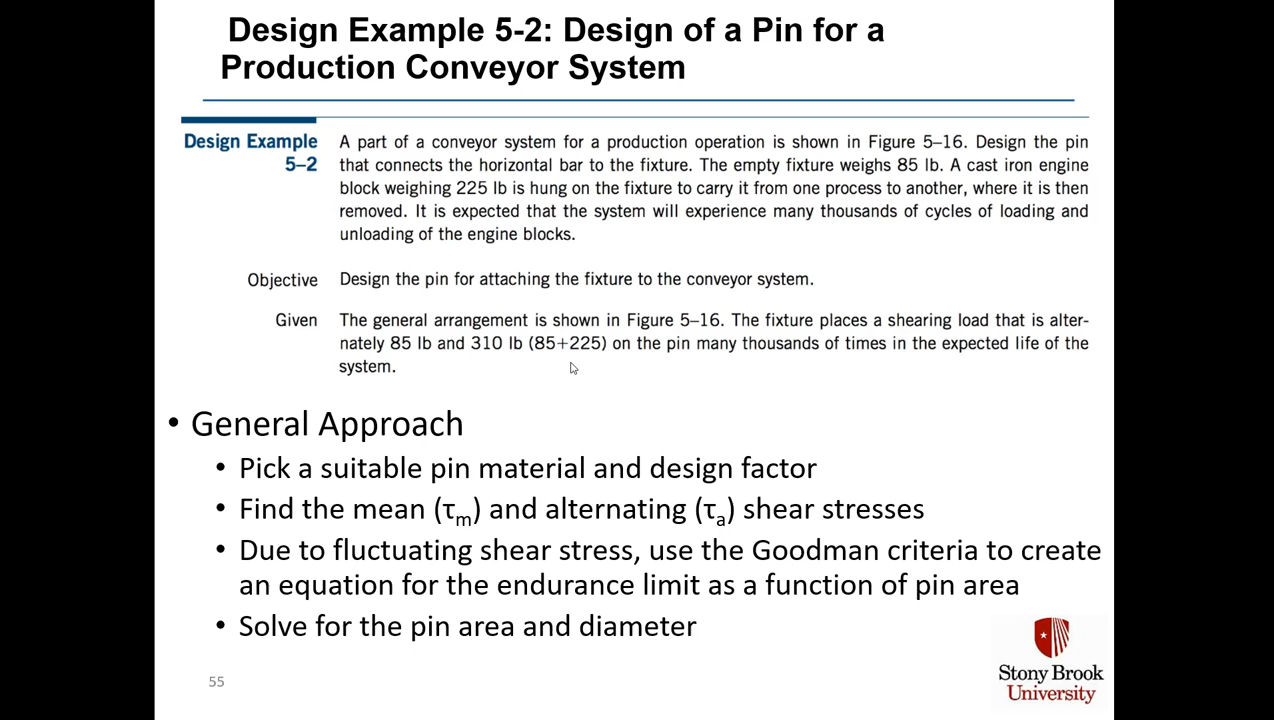 Design Example 5-2: Design of a Pin for a
Production Conveyor System
Design Example
5–2
A part of a conveyor system for a production operation is shown in Figure 5–16. Design the pin
that connects the horizontal bar to the fixture. The empty fixture weighs 85 lb. A cast iron engine
block weighing 225 lb is hung on the fixture to carry it from one process to another, where it is then
removed. It is expected that the system will experience many thousands of cycles of loading and
unloading of the engine blocks.
Objective
Design the pin for attaching the fixture to the conveyor system.
Given
The general arrangement is shown in Figure 5–16. The fixture places a shearing load that is alter-
nately 85 lb and 310 lb (85+225) on the pin many thousands of times in the expected life of the
system.
• General Approach
• Pick a suitable pin material and design factor
• Find the mean (τm) and alternating (τa) shear stresses
• Due to fluctuating shear stress, use the Goodman criteria to create
an equation for the endurance limit as a function of pin area
• Solve for the pin area and diameter
55
Stony Brook
University